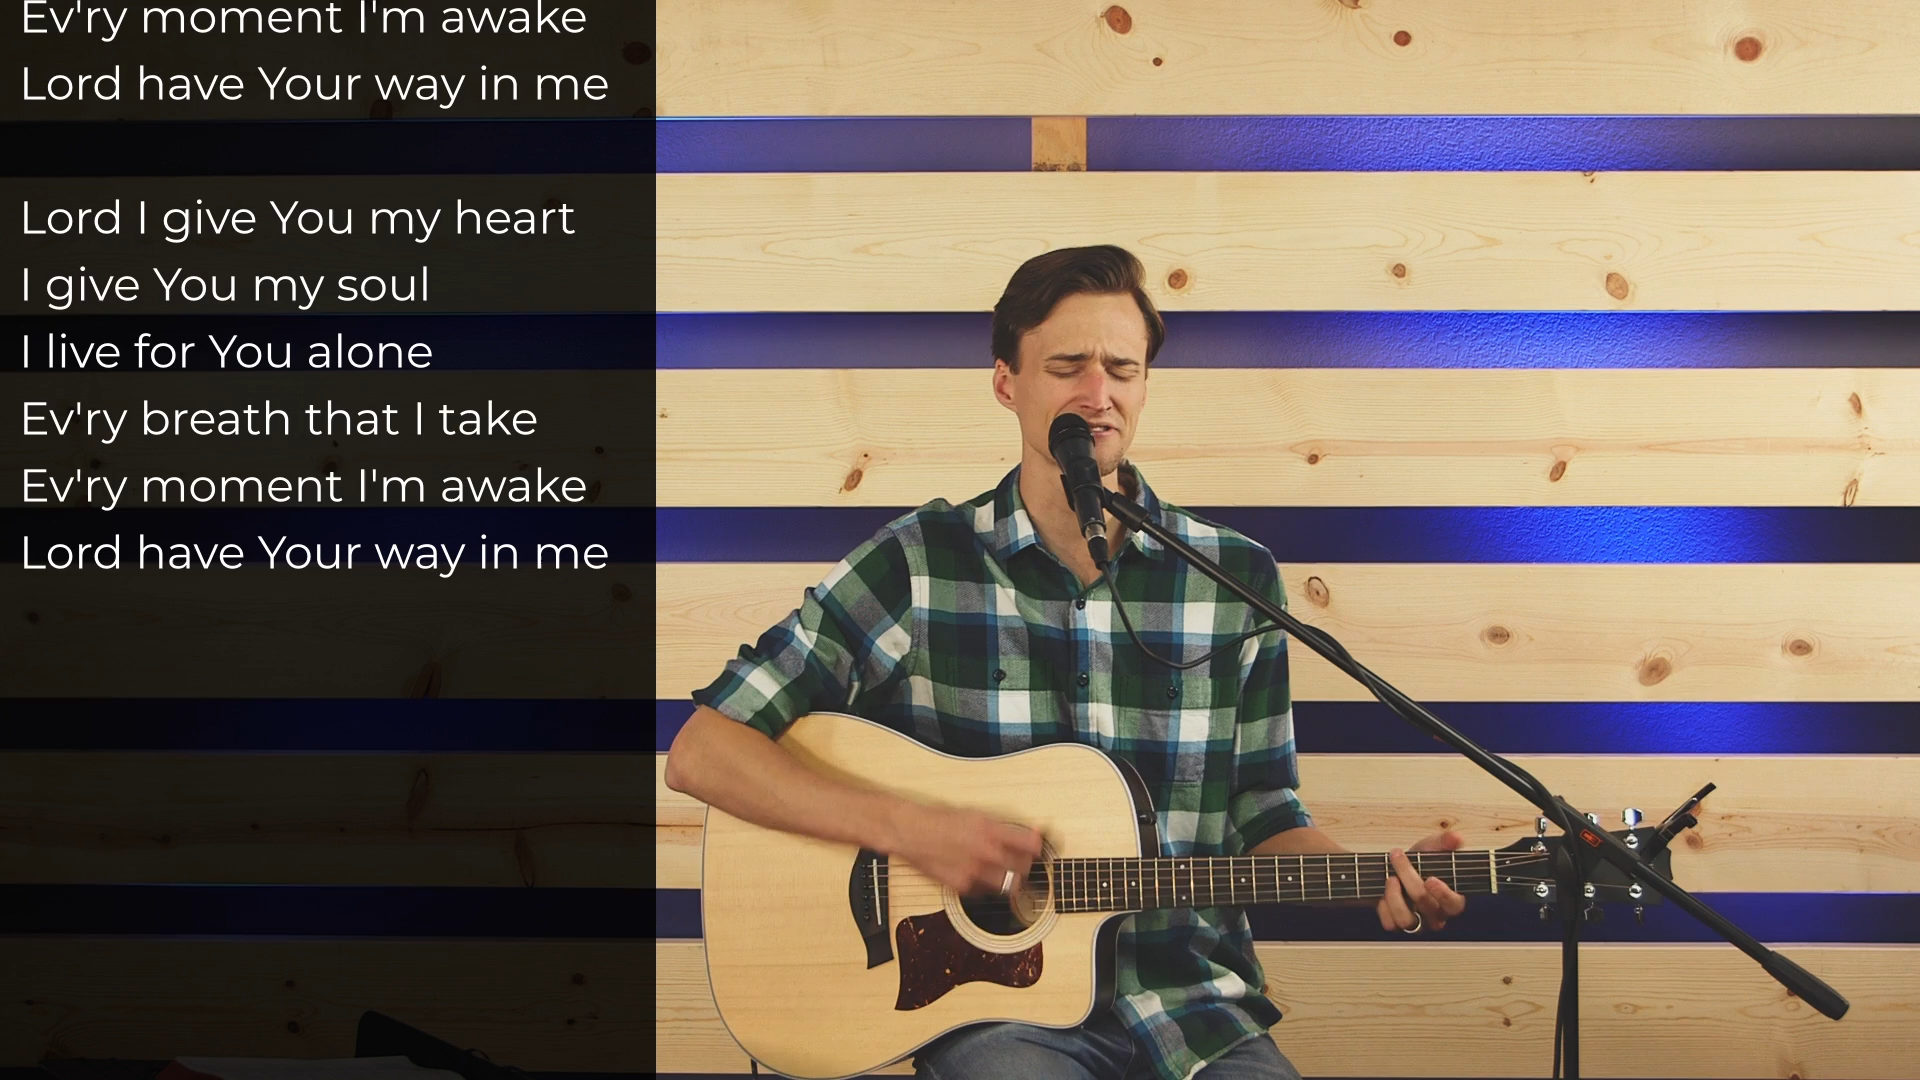 Ev'ry moment I'm awake
Lord have Your way in me
Lord I give You my heart
I give You my soul
I live for You alone
Ev'ry breath that I take
Ev'ry moment I'm awake
Lord have Your way in me